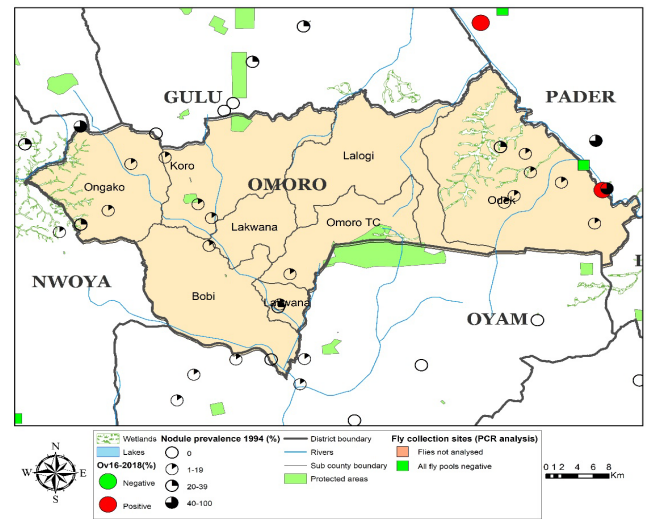 GULU
PADER
Lalogi
Koro
OMORO
Ongako
Odek
Lakwana
Omoro TC
NWOYA
Bobi
Lakwana
OYAM
Wetlands
Lakes
Ov16-2018(%)
Negative
Positive
Nodule prevalence 1994 (%)
0
1-19
20-39
40-100
District boundary
Rivers
Sub county boundary
Protected areas
Fly collection sites (PCR analysis)
Flies not analysed
All fly pools negative
N
W E
S
0 1 2 4 6 8
Km